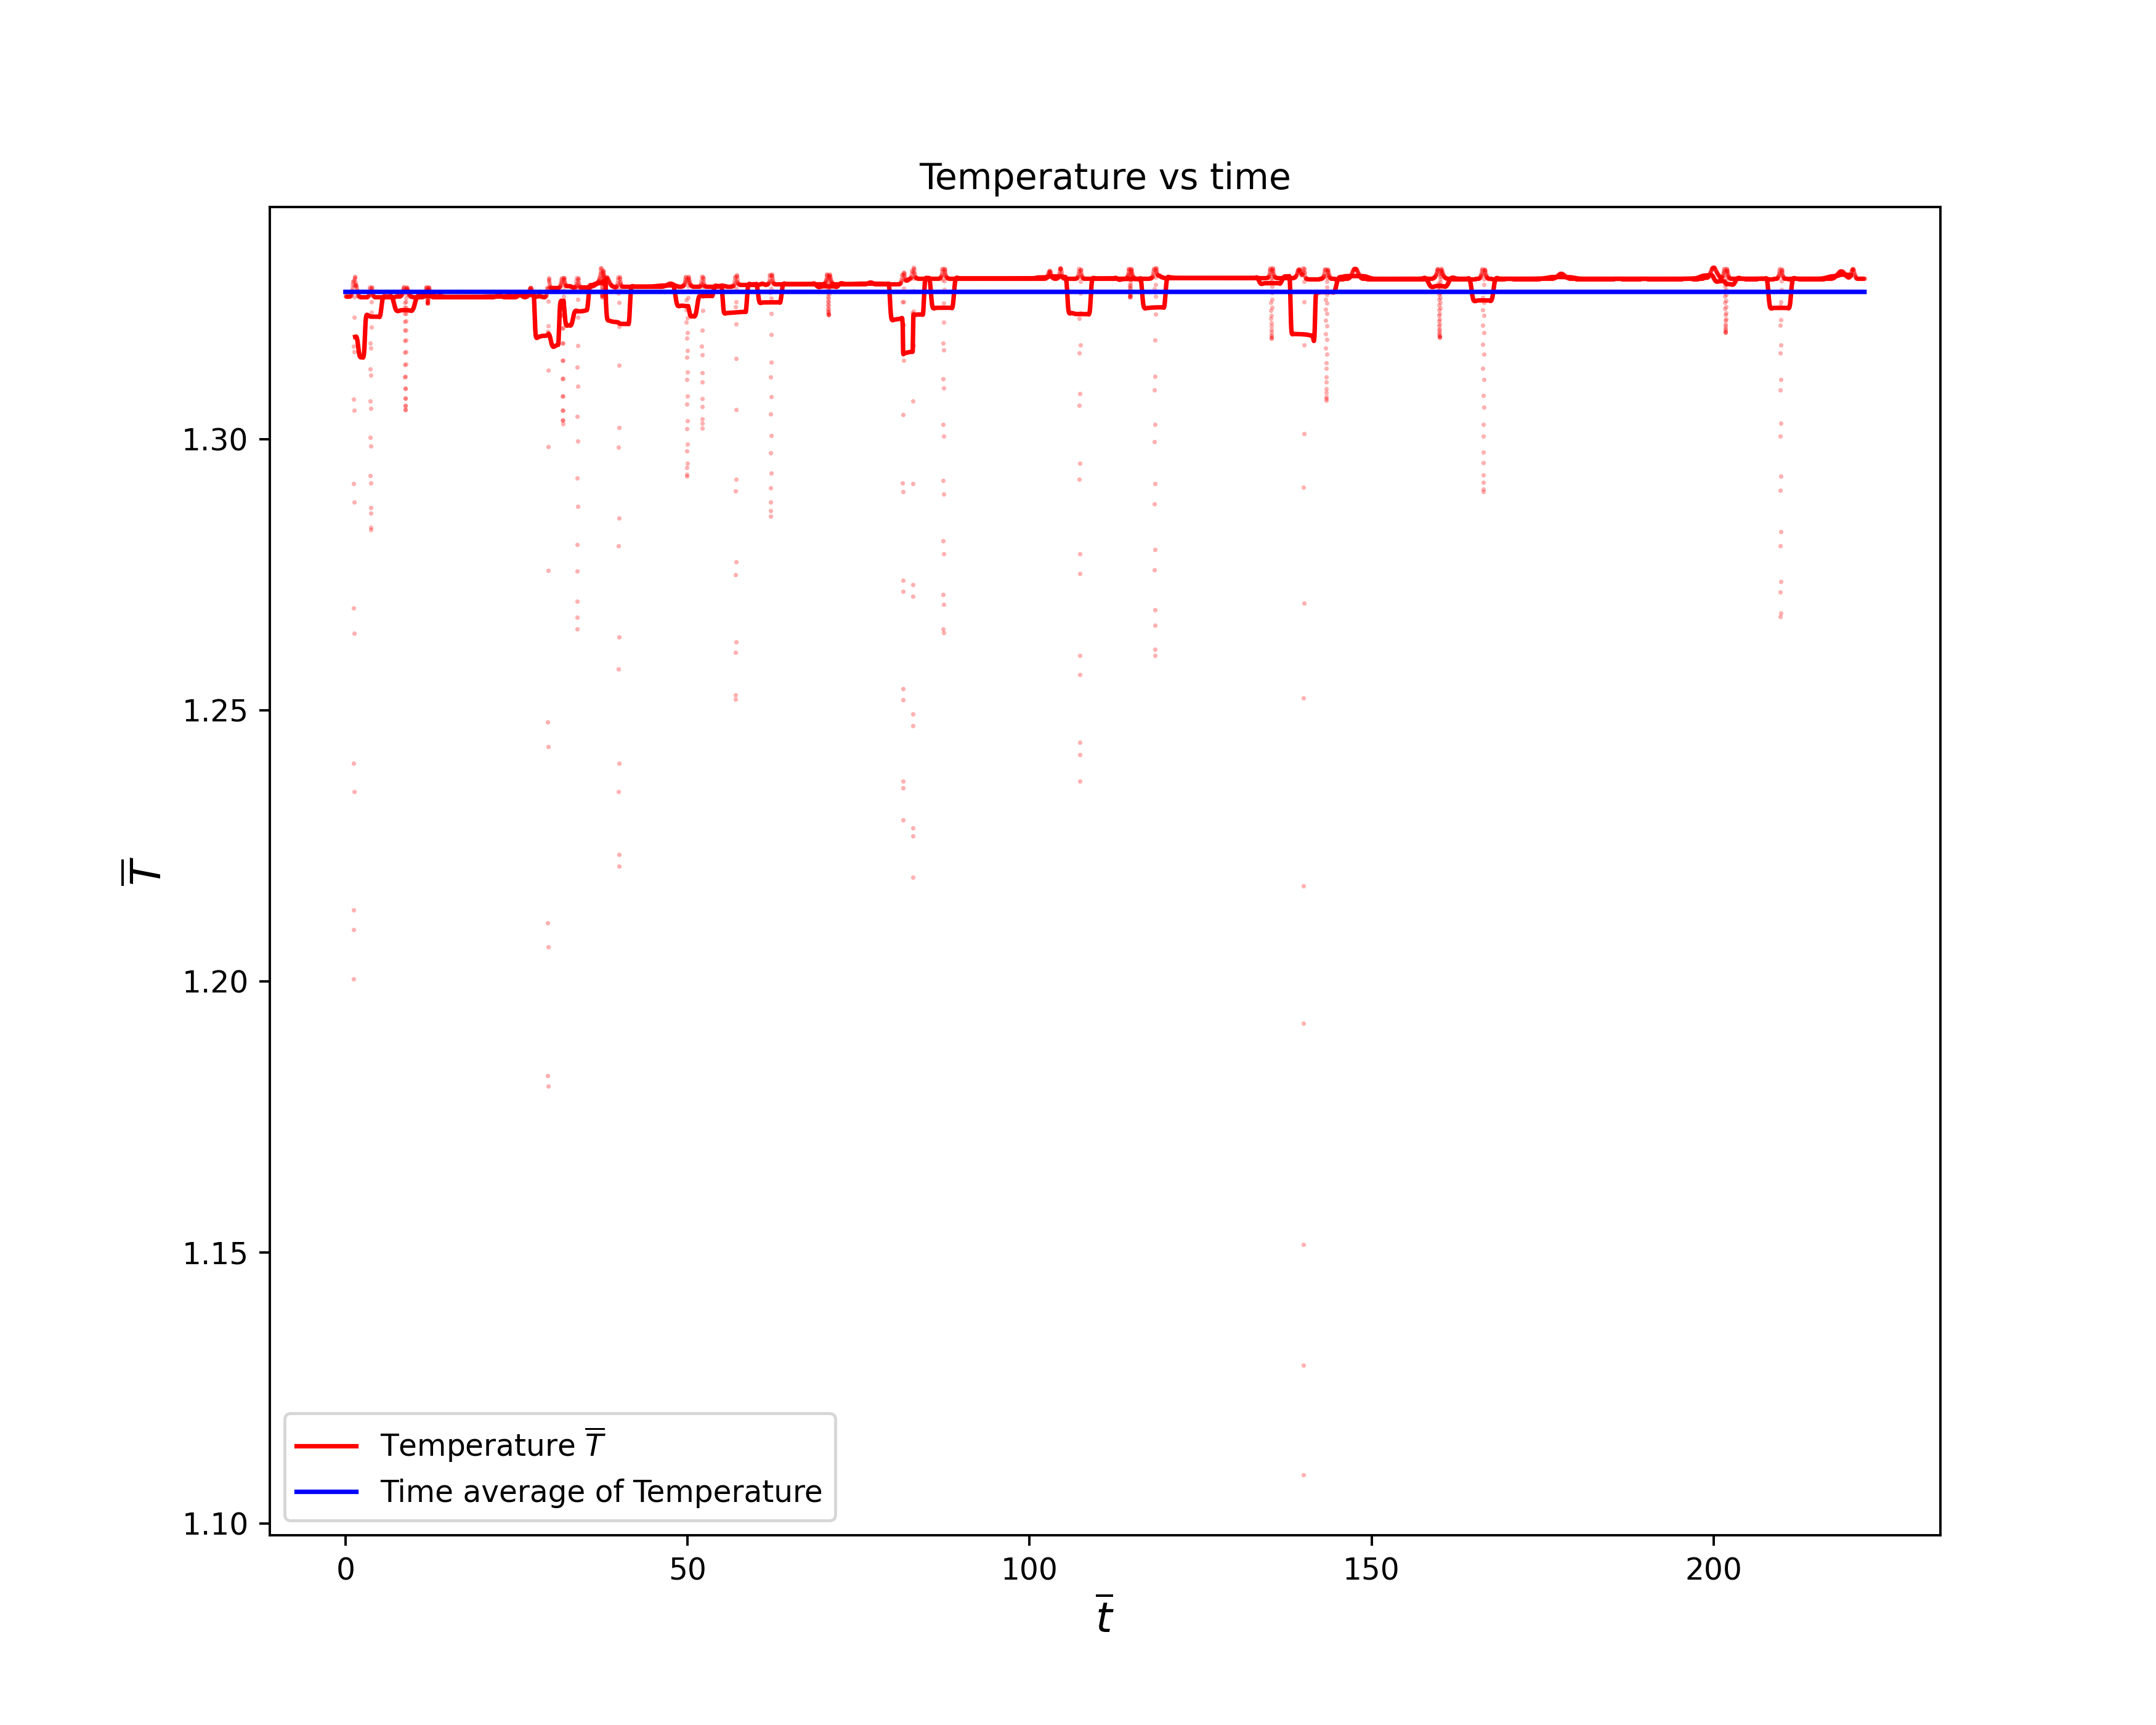 Temperature vs time
1.30
1.25
1.20
1.15
1.10
T̅
Temperature T̅
Time average of Temperature
0 50 100 150 200
t̅